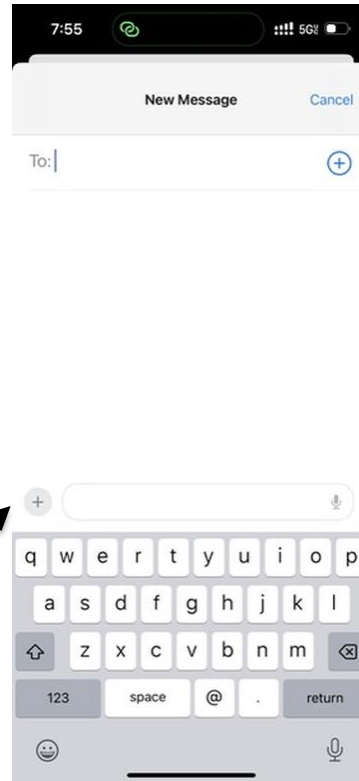 7:55 5G
New Message Cancel
To:
q w e r t y u i o p
a s d f g h j k l
z x c v b n m
123 space @ . return